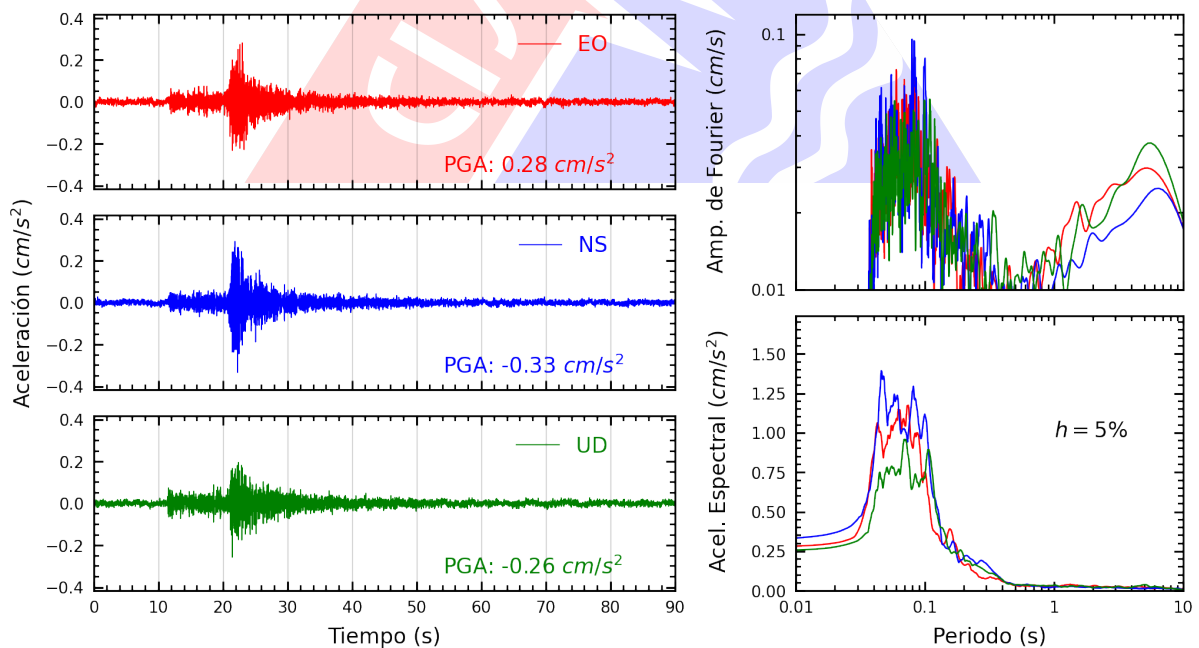 Aceleración (cm/s²)
0.4
0.2
0.0
−0.2
−0.4
EO
PGA: 0.28 cm/s²
0.4
0.2
0.0
−0.2
−0.4
NS
PGA: -0.33 cm/s²
0.4
0.2
0.0
−0.2
−0.4
UD
PGA: -0.26 cm/s²
0 10 20 30 40 50 60 70 80 90
Tiempo (s)
Amp. de Fourier (cm/s)
0.1
0.01
Acel. Espectral (cm/s²)
1.50
1.25
1.00
0.75
0.50
0.25
0.00
h = 5%
0.01 0.1 1 10
Periodo (s)